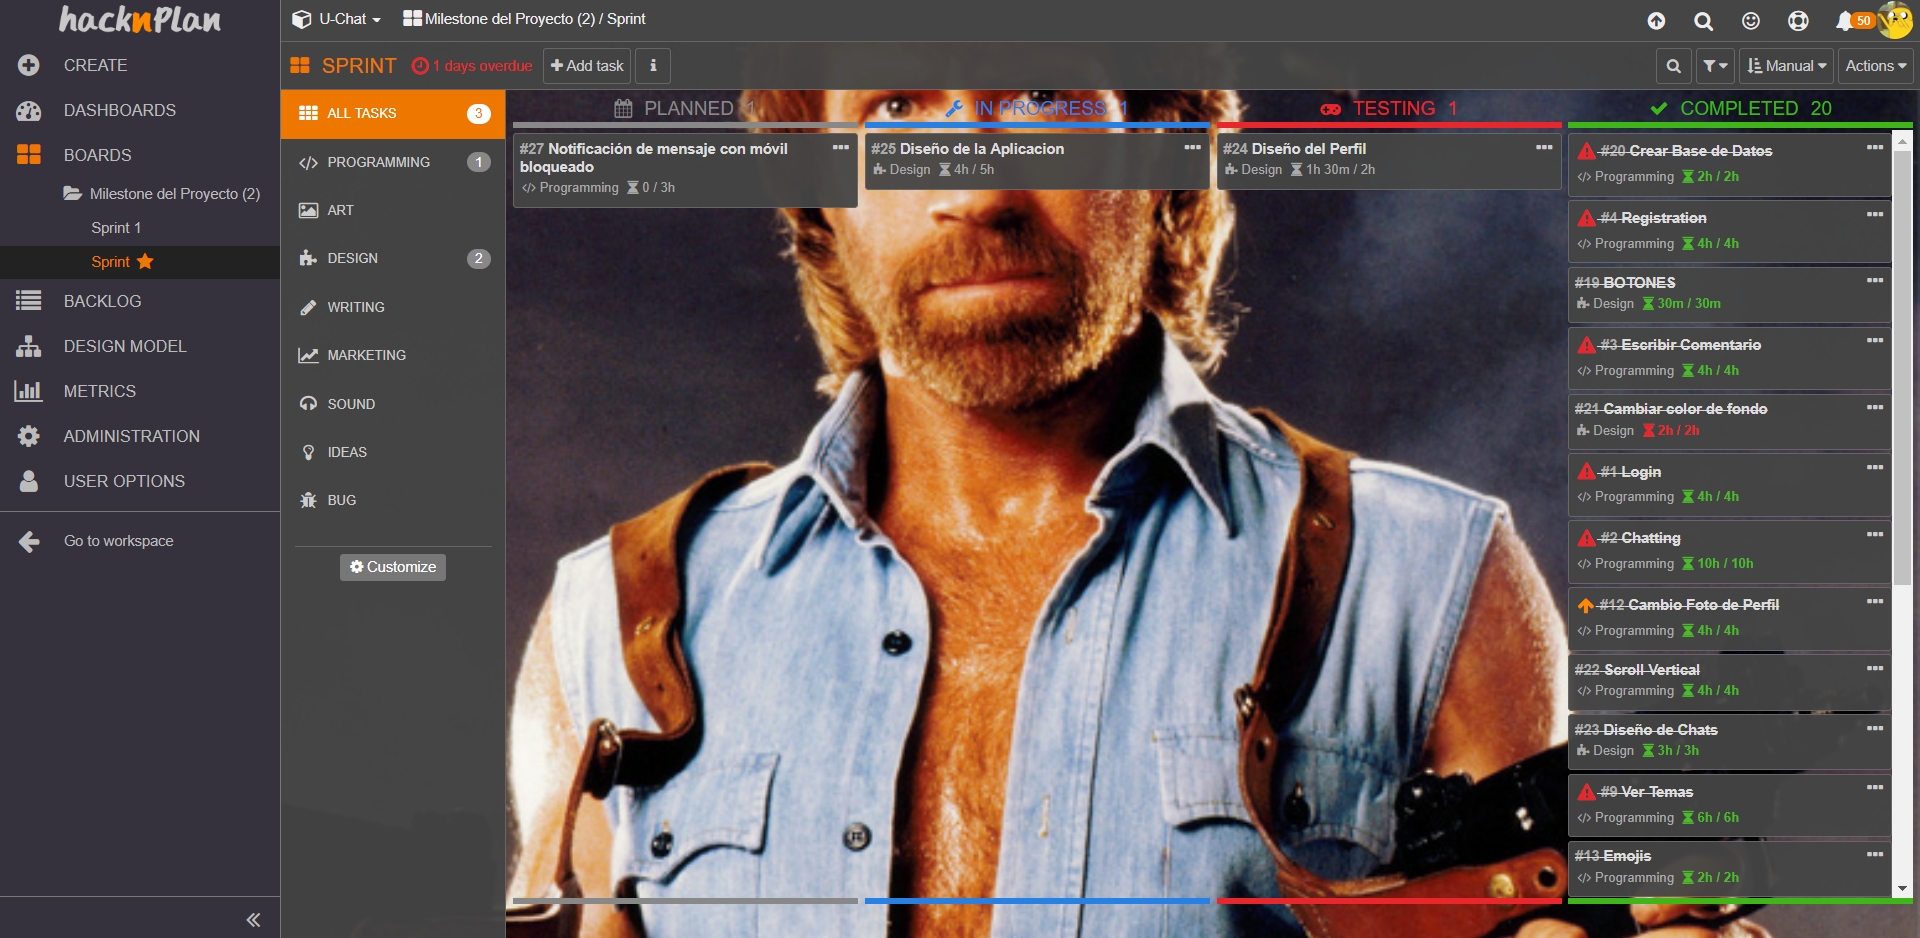 hacknPlan
CREATE
DASHBOARDS
BOARDS
Milestone del Proyecto (2)
Sprint 1
Sprint
BACKLOG
DESIGN MODEL
METRICS
ADMINISTRATION
USER OPTIONS
Go to workspace
U-Chat
Milestone del Proyecto (2) / Sprint
50
SPRINT
1 days overdue
Add task
Manual
Actions
ALL TASKS 3
PROGRAMMING 1
ART
DESIGN 2
WRITING
MARKETING
SOUND
IDEAS
BUG
Customize
PLANNED 1
#27 Notificación de mensaje con móvil
bloqueado
Programming 0 / 3h
IN PROGRESS 1
#25 Diseño de la Aplicacion
Design 4h / 5h
TESTING 1
#24 Diseño del Perfil
Design 1h 30m / 2h
COMPLETED 20
#20 Crear Base de Datos
Programming 2h / 2h
#4 Registration
Programming 4h / 4h
#19 BOTONES
Design 30m / 30m
#3 Escribir Comentario
Programming 4h / 4h
#21 Cambiar color de fondo
Design 2h / 2h
#1 Login
Programming 4h / 4h
#2 Chatting
Programming 10h / 10h
#12 Cambio Foto de Perfil
Programming 4h / 4h
#22 Scroll Vertical
Programming 4h / 4h
#23 Diseño de Chats
Design 3h / 3h
#9 Ver Temas
Programming 6h / 6h
#13 Emojis
Programming 2h / 2h